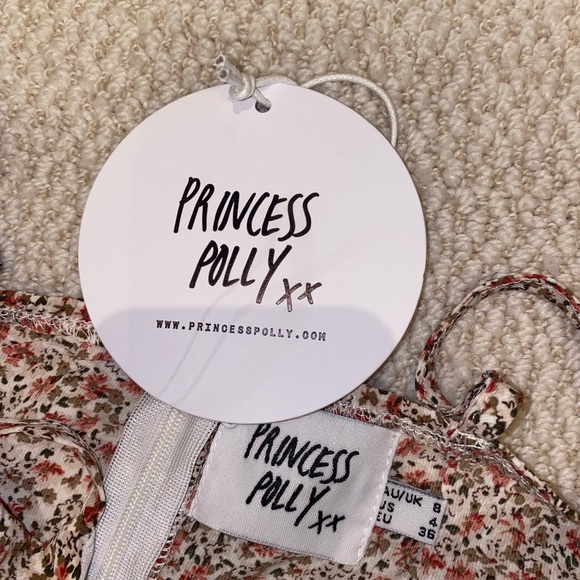 PRINCESS
POLLY xx
WWW.PRINCESSPOLLY.COM
PRINCESS
POLLY xx
AU/UK 8
US 4
EU 36